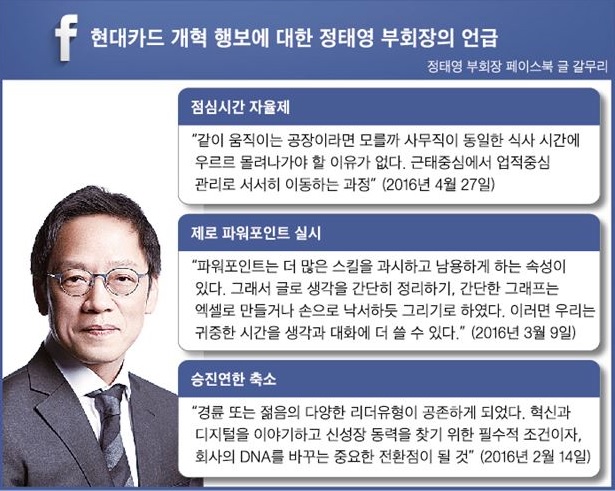 f 현대카드 개혁 행보에 대한 정태영 부회장의 언급
정태영 부회장 페이스북 글 갈무리
점심시간 자율제
“같이 움직이는 공장이라면 모를까 사무직이 동일한 식사 시간에
우르르 몰려나가야 할 이유가 없다. 근태중심에서 업적중심
관리로 서서히 이동하는 과정” (2016년 4월 27일)
제로 파워포인트 실시
“파워포인트는 더 많은 스킬을 과시하고 남용하게 하는 속성이
있다. 그래서 글로 생각을 간단히 정리하기, 간단한 그래프는
엑셀로 만들거나 손으로 낙서하듯 그리기로 하였다. 이러면 우리는
귀중한 시간을 생각과 대화에 더 쓸 수 있다.” (2016년 3월 9일)
승진연한 축소
“경륜 또는 젊음의 다양한 리더유형이 공존하게 되었다. 혁신과
디지털을 이야기하고 신성장 동력을 찾기 위한 필수적 조건이자,
회사의 DNA를 바꾸는 중요한 전환점이 될 것” (2016년 2월 14일)